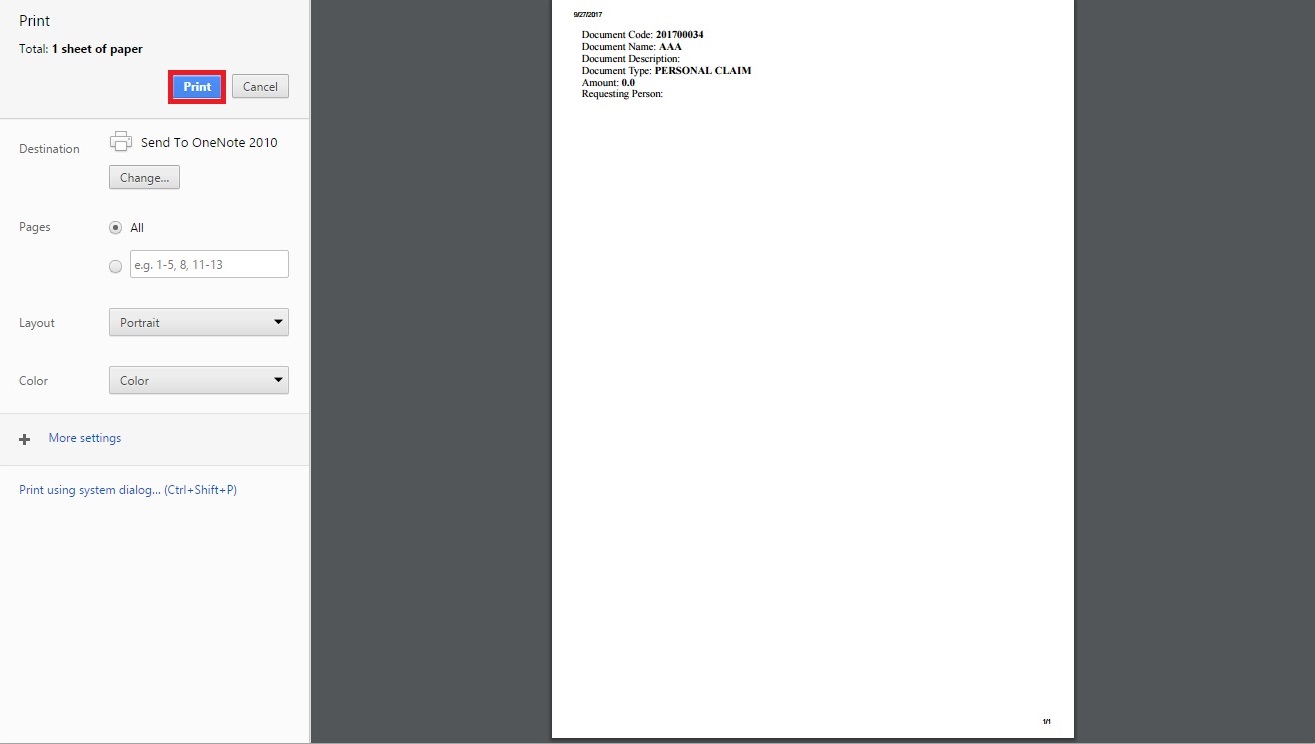 Print
Total: 1 sheet of paper
Print
Cancel
Destination
Send To OneNote 2010
Change...
Pages
All
e.g. 1-5, 8, 11-13
Layout
Portrait
Color
Color
More settings
Print using system dialog... (Ctrl+Shift+P)
9/27/2017
Document Code: 201700034
Document Name: AAA
Document Description:
Document Type: PERSONAL CLAIM
Amount: 0.0
Requesting Person:
1/1